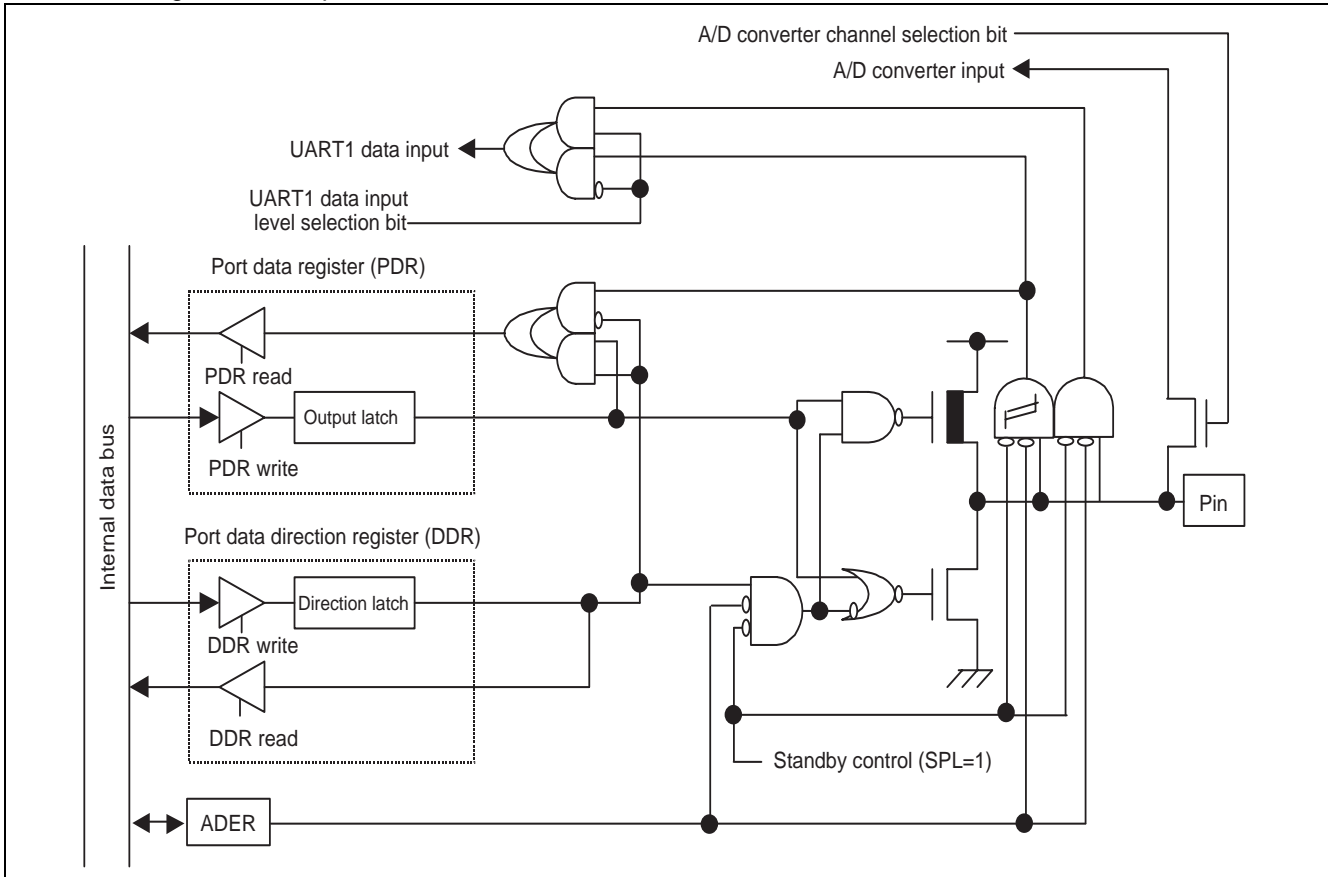 A/D converter channel selection bit
A/D converter input
UART1 data input
UART1 data input
level selection bit
Port data register (PDR)
PDR read
Output latch
PDR write
Internal data bus
Pin
Port data direction register (DDR)
Direction latch
DDR write
DDR read
Standby control (SPL=1)
ADER